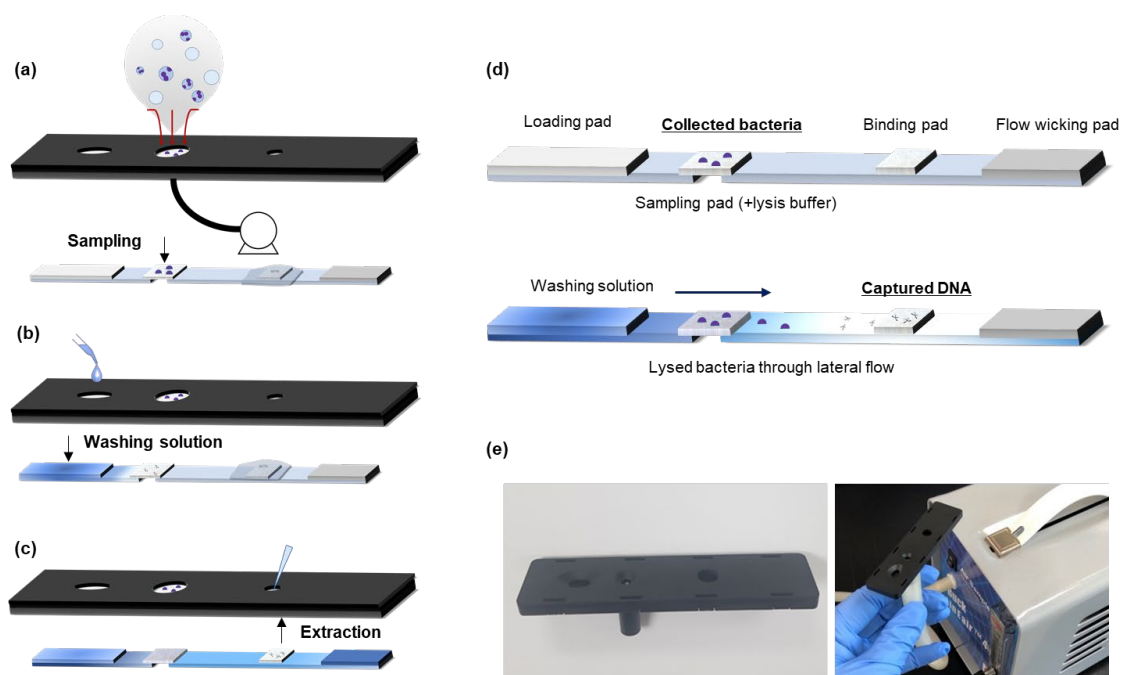 (a)
Sampling
(b)
Washing solution
(c)
Extraction
(d)
Loading pad
Collected bacteria
Binding pad
Flow wicking pad
Sampling pad (+lysis buffer)
Washing solution
Captured DNA
Lysed bacteria through lateral flow
(e)